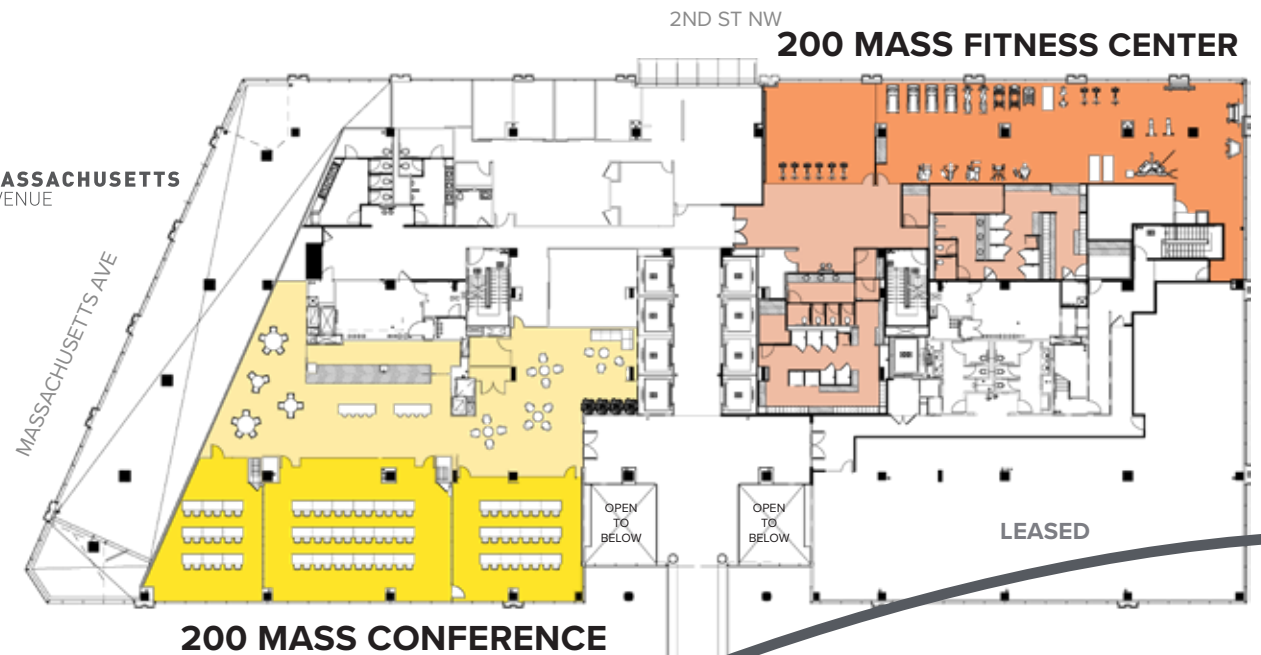 2ND ST NW
200 MASS FITNESS CENTER
ASSACHUSETTS
VENUE
MASSACHUSETTS AVE
OPEN
TO
BELOW
OPEN
TO
BELOW
LEASED
200 MASS CONFERENCE